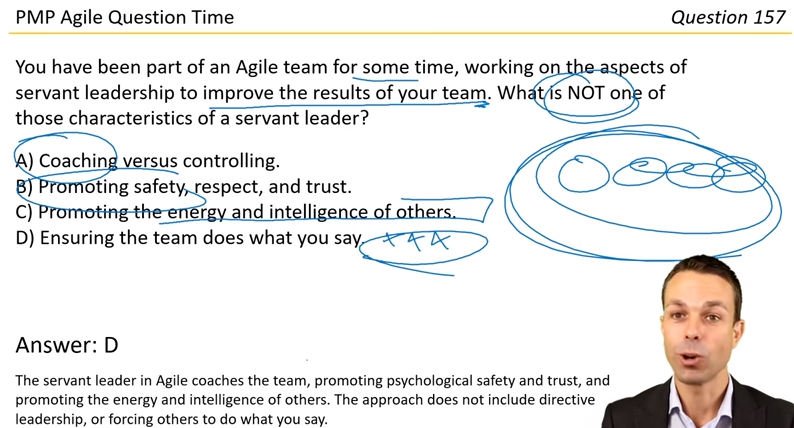 PMP Agile Question Time
Question 157
You have been part of an Agile team for some time, working on the aspects of
servant leadership to improve the results of your team. What is NOT one of
those characteristics of a servant leader?
A) Coaching versus controlling.
B) Promoting safety, respect, and trust.
C) Promoting the energy and intelligence of others.
D) Ensuring the team does what you say.
Answer: D
The servant leader in Agile coaches the team, promoting psychological safety and trust, and
promoting the energy and intelligence of others. The approach does not include directive
leadership, or forcing others to do what you say.